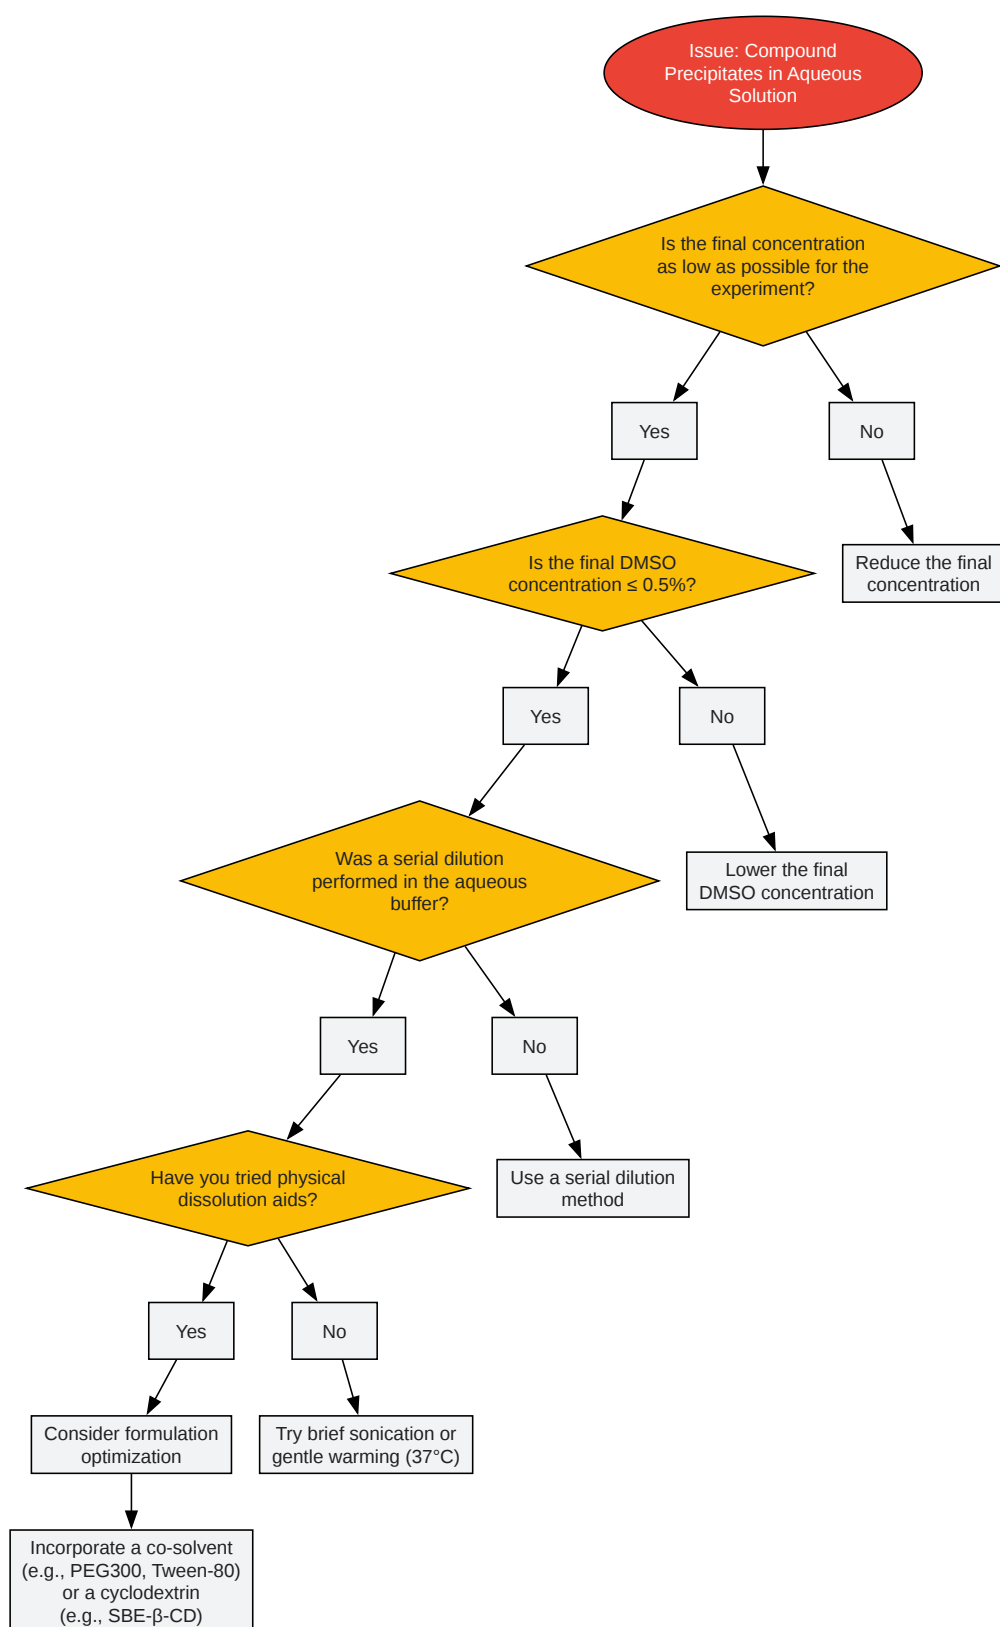 Issue: Compound
Precipitates in Aqueous
Solution
Is the final concentration
as low as possible for the
experiment?
Yes
No
Is the final DMSO
concentration ≤ 0.5%?
Reduce the final
concentration
Yes
No
Was a serial dilution
performed in the aqueous
buffer?
Lower the final
DMSO concentration
Yes
No
Have you tried physical
dissolution aids?
Use a serial dilution
method
Yes
No
Consider formulation
optimization
Try brief sonication or
gentle warming (37°C)
Incorporate a co-solvent
(e.g., PEG300, Tween-80)
or a cyclodextrin
(e.g., SBE-β-CD)